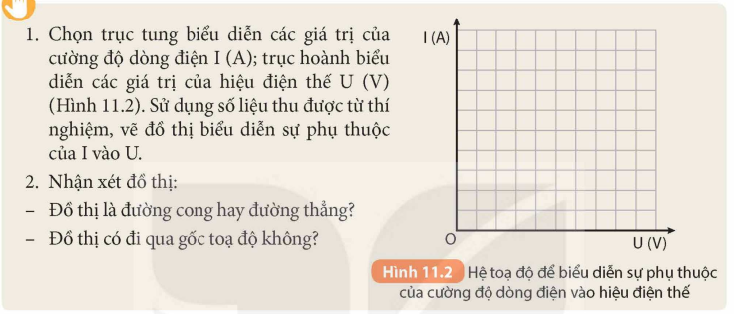 1. Chọn trục tung biểu diễn các giá trị của
cường độ dòng điện I (A); trục hoành biểu
diễn các giá trị của hiệu điện thế U (V)
(Hình 11.2). Sử dụng số liệu thu được từ thí
nghiệm, vẽ đồ thị biểu diễn sự phụ thuộc
của I vào U.
2. Nhận xét đồ thị:
– Đồ thị là đường cong hay đường thẳng?
– Đồ thị có đi qua gốc toạ độ không?
I (A)
O
U (V)
Hình 11.2 Hệ toạ độ để biểu diễn sự phụ thuộc
của cường độ dòng điện vào hiệu điện thế